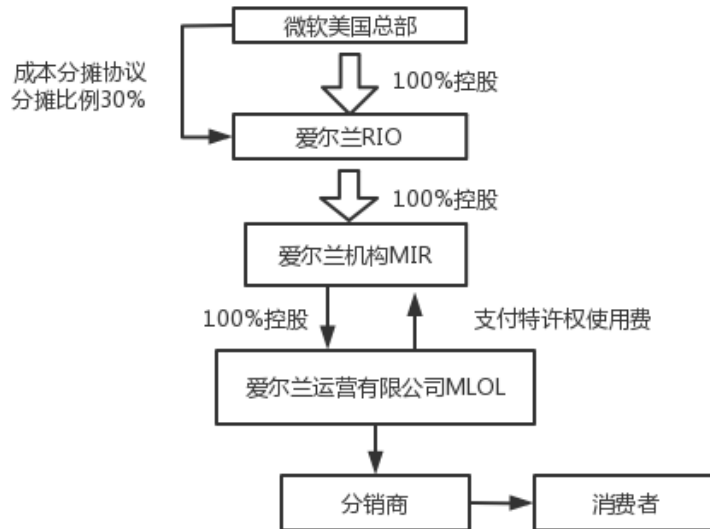 微软美国总部
成本分摊协议
分摊比例30%
100%控股
爱尔兰RIO
100%控股
爱尔兰机构MIR
100%控股
支付特许权使用费
爱尔兰运营有限公司MLOL
分销商
消费者